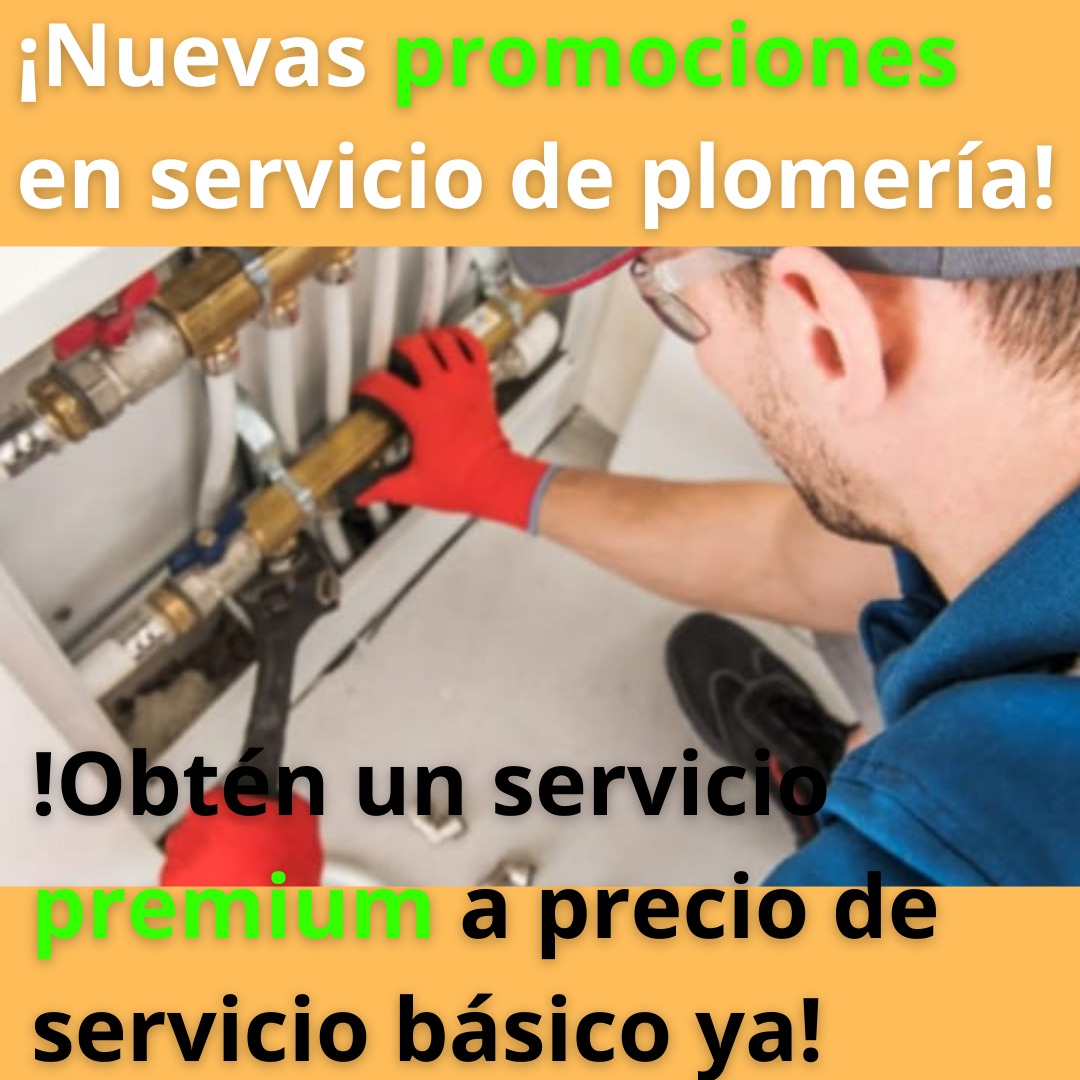 ¡Nuevas promociones
en servicio de plomería!
!Obtén un servicio
premium a precio de
servicio básico ya!